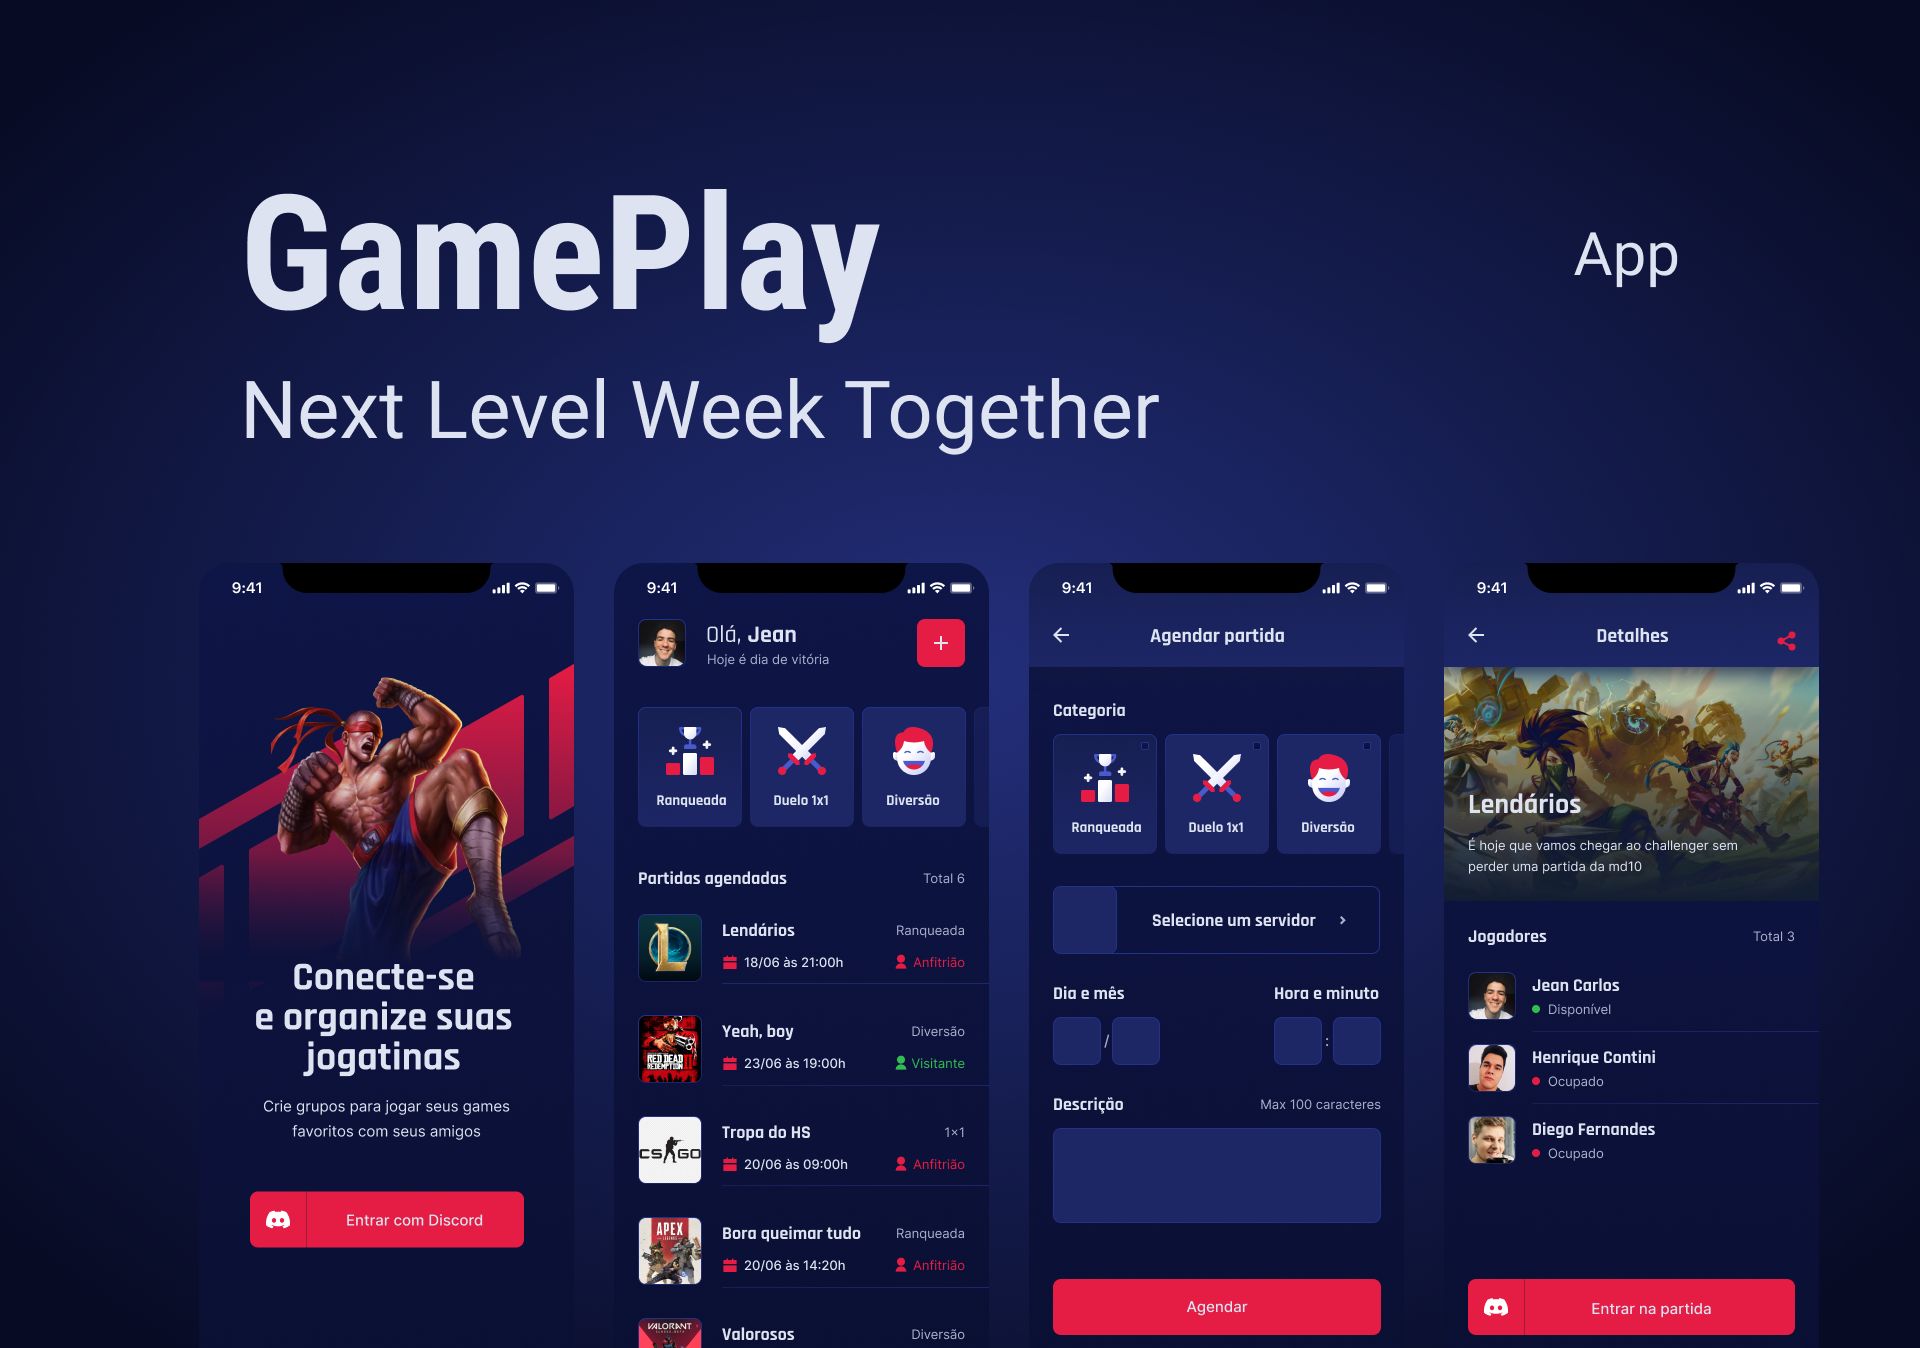 GamePlay
App
Next Level Week Together
9:41
Conecte-se
e organize suas
jogatinas
Crie grupos para jogar seus games
favoritos com seus amigos
Entrar com Discord
9:41
Olá, Jean
Hoje é dia de vitória
+
Ranqueada
Duelo 1x1
Diversão
Partidas agendadas
Total 6
Lendários
Ranqueada
18/06 às 21:00h
Anfitrião
L
Yeah, boy
Diversão
23/06 às 19:00h
Visitante
RED DEAD
REDEMPTION II
Tropa do HS
1x1
20/06 às 09:00h
Anfitrião
CS GO
Bora queimar tudo
Ranqueada
20/06 às 14:20h
Anfitrião
APEX
LEGENDS
Valorosos
Diversão
VALORANT
9:41
Agendar partida
Categoria
Ranqueada
Duelo 1x1
Diversão
Selecione um servidor
Dia e mês
Hora e minuto
/
:
Descrição
Max 100 caracteres
Agendar
9:41
Detalhes
Lendários
É hoje que vamos chegar ao challenger sem
perder uma partida da md10
Jogadores
Total 3
Jean Carlos
Disponível
Henrique Contini
Ocupado
Diego Fernandes
Ocupado
Entrar na partida